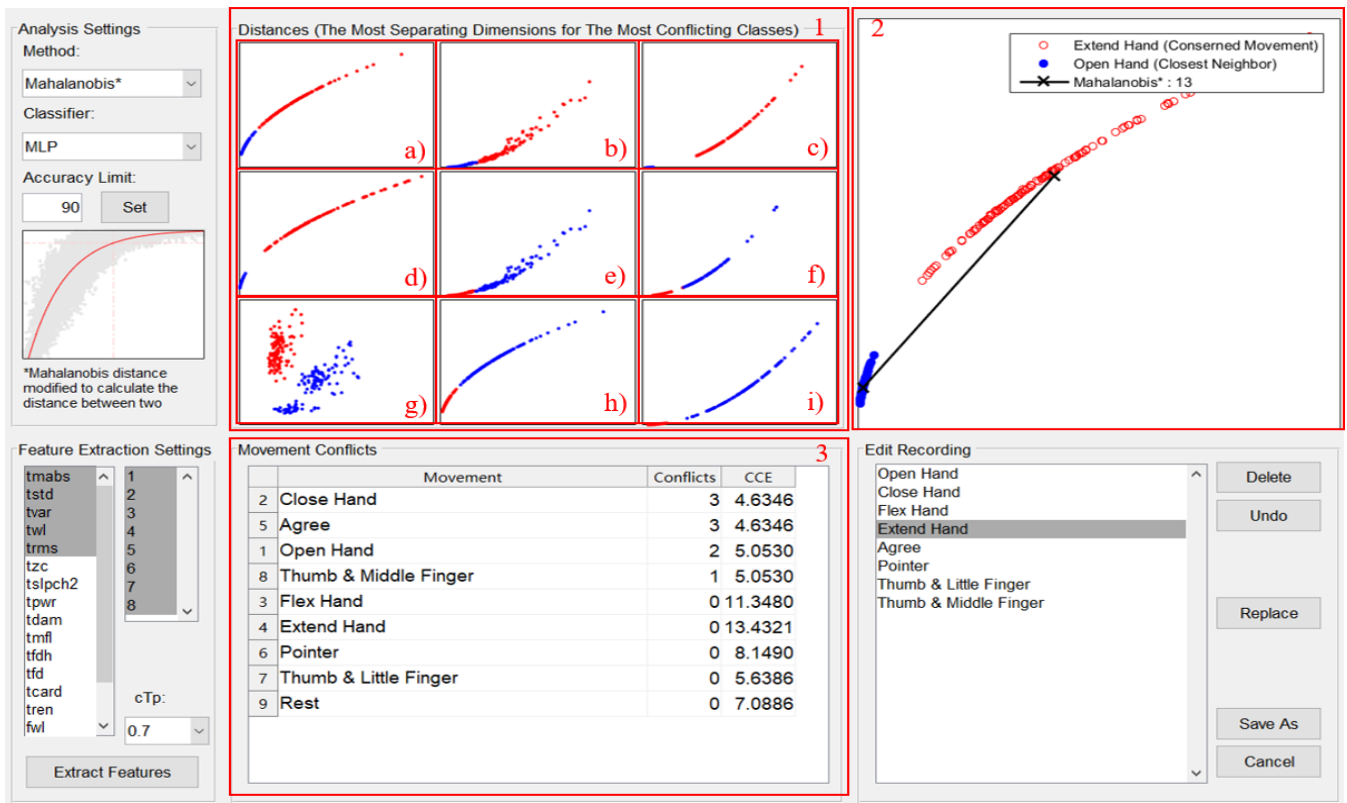 Analysis Settings
Method:
Mahalanobis*
Classifier:
MLP
Accuracy Limit:
90 Set
*Mahalanobis distance
modified to calculate the
distance between two
Distances (The Most Separating Dimensions for The Most Conflicting Classes) 1
a) b) c)
d) e) f)
g) h) i)
2
Extend Hand (Conserned Movement)
Open Hand (Closest Neighbor)
Mahalanobis* : 13
Feature Extraction Settings
tmabs 1
tstd 2
tvar 3
twl 4
trms 5
tzc 6
tslpch2 7
tpwr 8
tdam
tmfl
tfdh
tfd
tcard
tren
fwl
cTp:
0.7
Extract Features
Movement Conflicts 3
Movement Conflicts CCE
2 Close Hand 3 4.6346
5 Agree 3 4.6346
1 Open Hand 2 5.0530
8 Thumb & Middle Finger 1 5.0530
3 Flex Hand 0 11.3480
4 Extend Hand 0 13.4321
6 Pointer 0 8.1490
7 Thumb & Little Finger 0 5.6386
9 Rest 0 7.0886
Edit Recording
Open Hand
Close Hand
Flex Hand
Extend Hand
Agree
Pointer
Thumb & Little Finger
Thumb & Middle Finger
Delete
Undo
Replace
Save As
Cancel